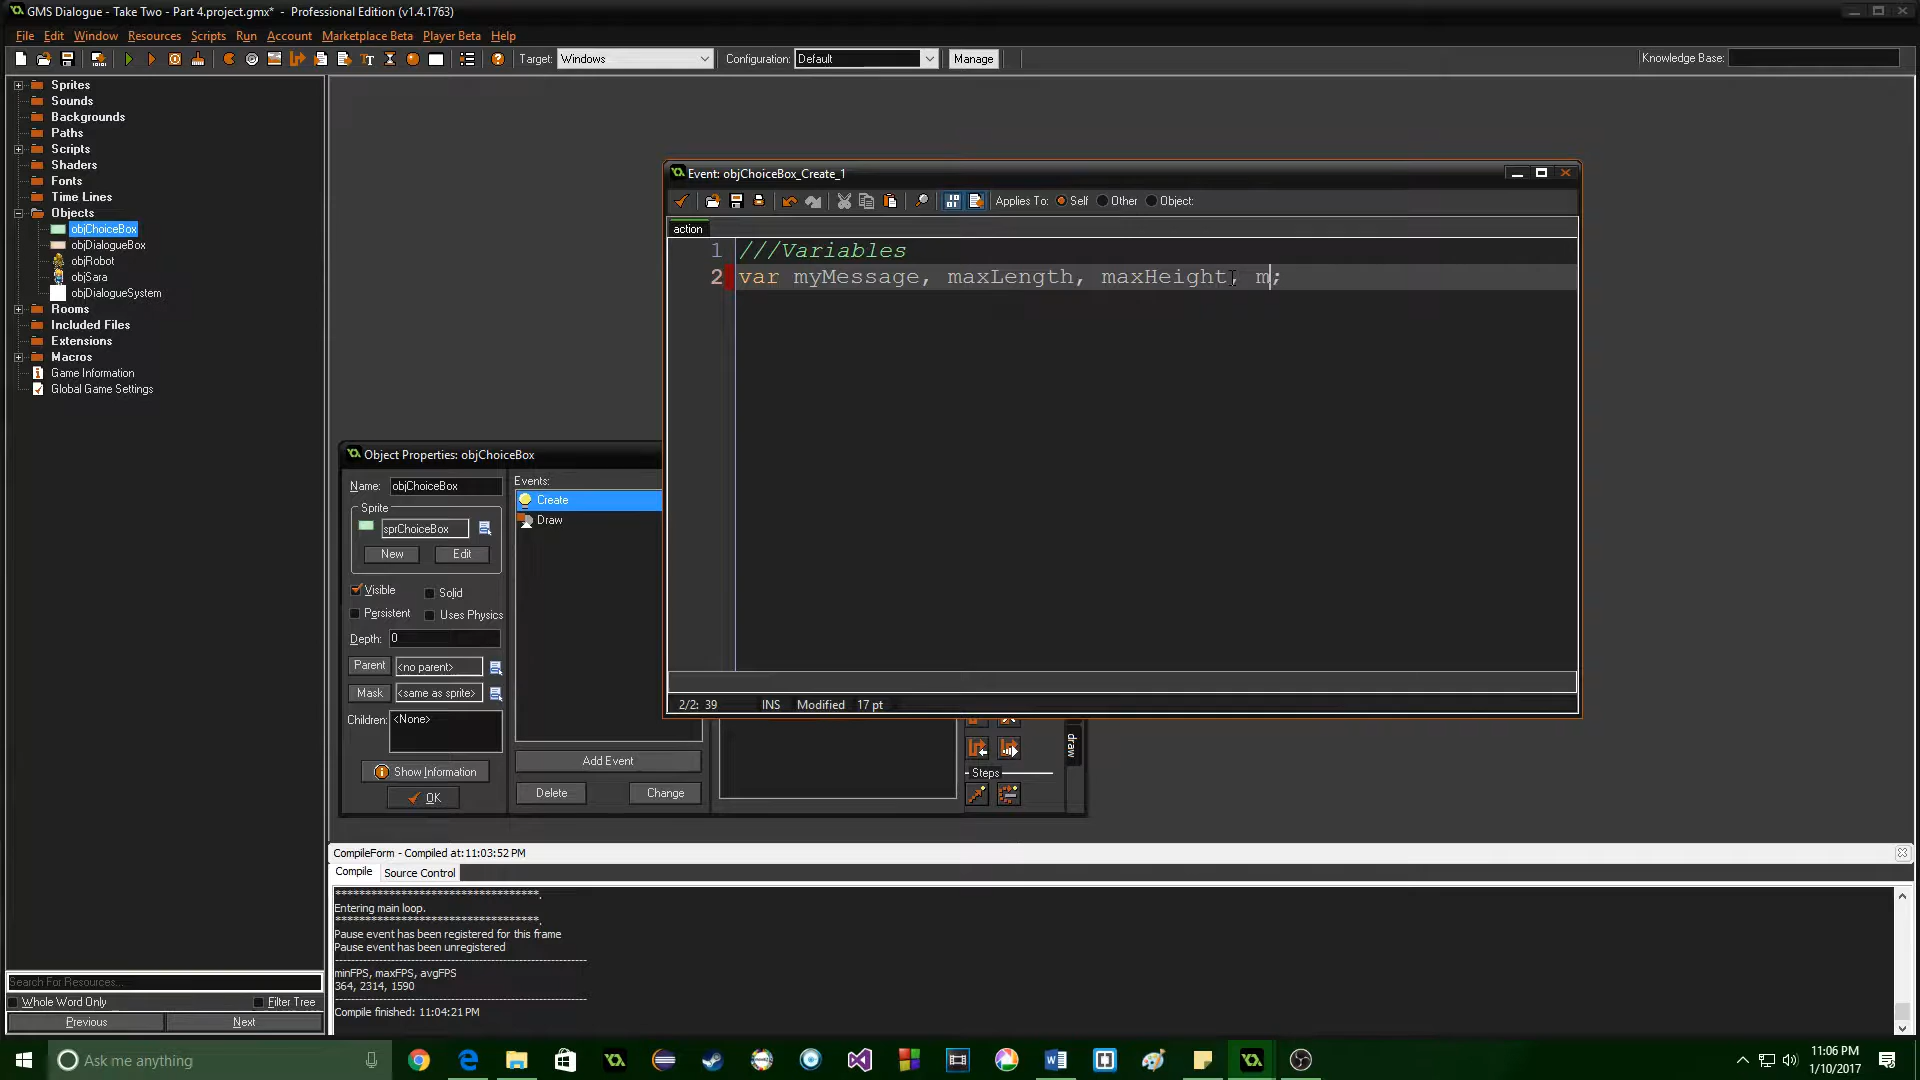 GMS Dialogue - Take Two - Part 4.project.gmx*  -  Professional Edition (v1.4.1763)
File Edit Window Resources Scripts Run Account Marketplace Beta Player Beta Help
Target: Windows Configuration: Default Manage Knowledge Base:
Sprites
Sounds
Backgrounds
Paths
Scripts
Shaders
Fonts
Time Lines
Objects
objChoiceBox
objDialogueBox
objRobot
objSara
objDialogueSystem
Rooms
Included Files
Extensions
Macros
Game Information
Global Game Settings
Search For Resources...
Whole Word Only Filter Tree
Previous Next
Event: objChoiceBox_Create_1
Applies To: Self Other Object:
action
1 ///Variables
2 var myMessage, maxLength, maxHeight, m;
2/2: 39 INS Modified 17 pt
Object Properties: objChoiceBox
Name: objChoiceBox
Sprite
sprChoiceBox
New Edit
Visible Solid
Persistent Uses Physics
Depth: 0
Parent <no parent>
Mask <same as sprite>
Children: <None>
Show Information
OK
Events:
Create
Draw
Add Event
Delete Change
Steps
draw
CompileForm - Compiled at:11:03:52 PM
Compile Source Control
***********************************.
Entering main loop.
***********************************.
Pause event has been registered for this frame
Pause event has been unregistered
----------------------------------------------------------------
minFPS, maxFPS, avgFPS
364, 2314, 1590
----------------------------------------------------------------
Compile finished: 11:04:21 PM
Ask me anything
11:06 PM
1/10/2017